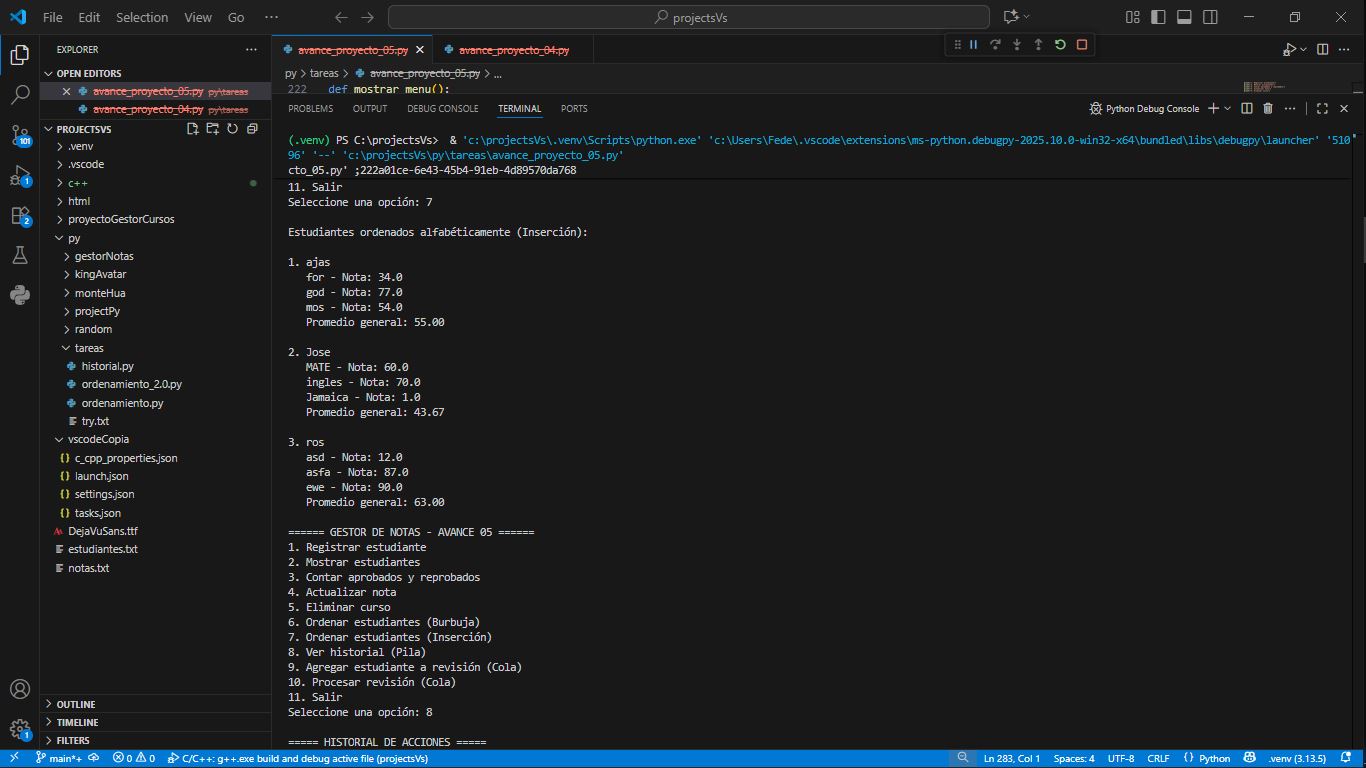 File Edit Selection View Go ··· projectsVs
EXPLORER ···
OPEN EDITORS
avance_proyecto_05.py py\tareas
avance_proyecto_04.py py\tareas
PROJECTSVS
.venv
.vscode
c++
html
proyectoGestorCursos
py
gestorNotas
kingAvatar
monteHua
projectPy
random
tareas
historial.py
ordenamiento_2.0.py
ordenamiento.py
try.txt
vscodeCopia
c_cpp_properties.json
launch.json
settings.json
tasks.json
DejaVuSans.ttf
estudiantes.txt
notas.txt
OUTLINE
TIMELINE
FILTERS
101
1
2
1
avance_proyecto_05.py avance_proyecto_04.py
py > tareas > avance_proyecto_05.py > ...
222 def mostrar_menu():
PROBLEMS OUTPUT DEBUG CONSOLE TERMINAL PORTS Python Debug Console
(.venv) PS C:\projectsVs> & 'c:\projectsVs\.venv\Scripts\python.exe' 'c:\Users\Fede\.vscode\extensions\ms-python.debugpy-2025.10.0-win32-x64\bundled\libs\debugpy\launcher' '510
96' '--' 'c:\projectsVs\py\tareas\avance_proyecto_05.py'
cto_05.py' ;222a01ce-6e43-45b4-91eb-4d89570da768
11. Salir
Seleccione una opción: 7
Estudiantes ordenados alfabéticamente (Inserción):
1. ajas
for - Nota: 34.0
god - Nota: 77.0
mos - Nota: 54.0
Promedio general: 55.00
2. Jose
MATE - Nota: 60.0
ingles - Nota: 70.0
Jamaica - Nota: 1.0
Promedio general: 43.67
3. ros
asd - Nota: 12.0
asfa - Nota: 87.0
ewe - Nota: 90.0
Promedio general: 63.00
====== GESTOR DE NOTAS - AVANCE 05 ======
1. Registrar estudiante
2. Mostrar estudiantes
3. Contar aprobados y reprobados
4. Actualizar nota
5. Eliminar curso
6. Ordenar estudiantes (Burbuja)
7. Ordenar estudiantes (Inserción)
8. Ver historial (Pila)
9. Agregar estudiante a revisión (Cola)
10. Procesar revisión (Cola)
11. Salir
Seleccione una opción: 8
===== HISTORIAL DE ACCIONES =====
main*+ 0 0 C/C++: g++.exe build and debug active file (projectsVs) Ln 283, Col 1 Spaces: 4 UTF-8 CRLF Python .venv (3.13.5)